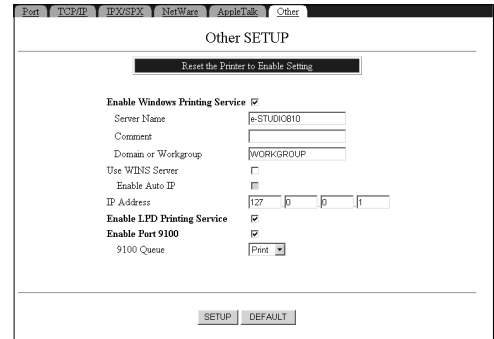 Port TCP/IP IPX/SPX NetWare AppleTalk Other
Other SETUP
Reset the Printer to Enable Setting
Enable Windows Printing Service
Server Name e-STUDIO810
Comment
Domain or Workgroup WORKGROUP
Use WINS Server
Enable Auto IP
IP Address 127 .0 .0 .1
Enable LPD Printing Service
Enable Port 9100
9100 Queue Print
SETUP DEFAULT